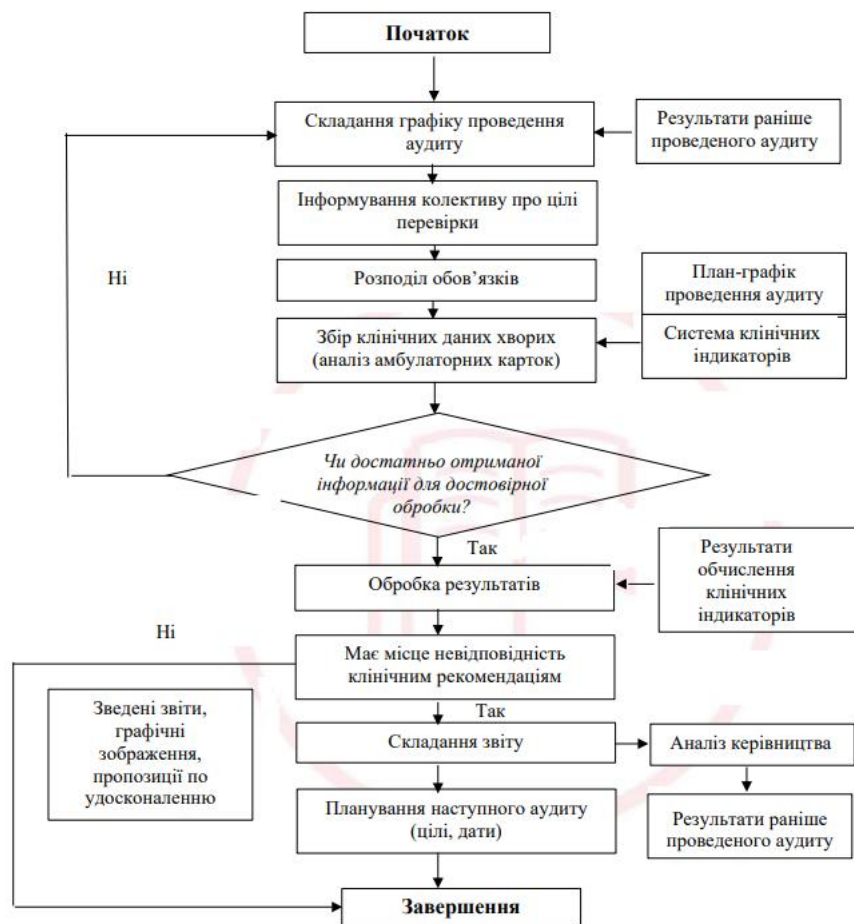 Початок
Складання графіку проведення
аудиту
Результати раніше
проведеного аудиту
Інформування колективу про цілі
перевірки
Ні
Розподіл обов’язків
План-графік
проведення аудиту
Збір клінічних даних хворих
(аналіз амбулаторних карток)
Система клінічних
індикаторів
Чи достатньо отриманої
інформації для достовірної
обробки?
Так
Обробка результатів
Результати
обчислення
клінічних
індикаторів
Ні
Має місце невідповідність
клінічним рекомендаціям
Так
Зведені звіти,
графічні
зображення,
пропозиції по
удосконаленню
Складання звіту
Аналіз керівництва
Планування наступного аудиту
(цілі, дати)
Результати раніше
проведеного аудиту
Завершення